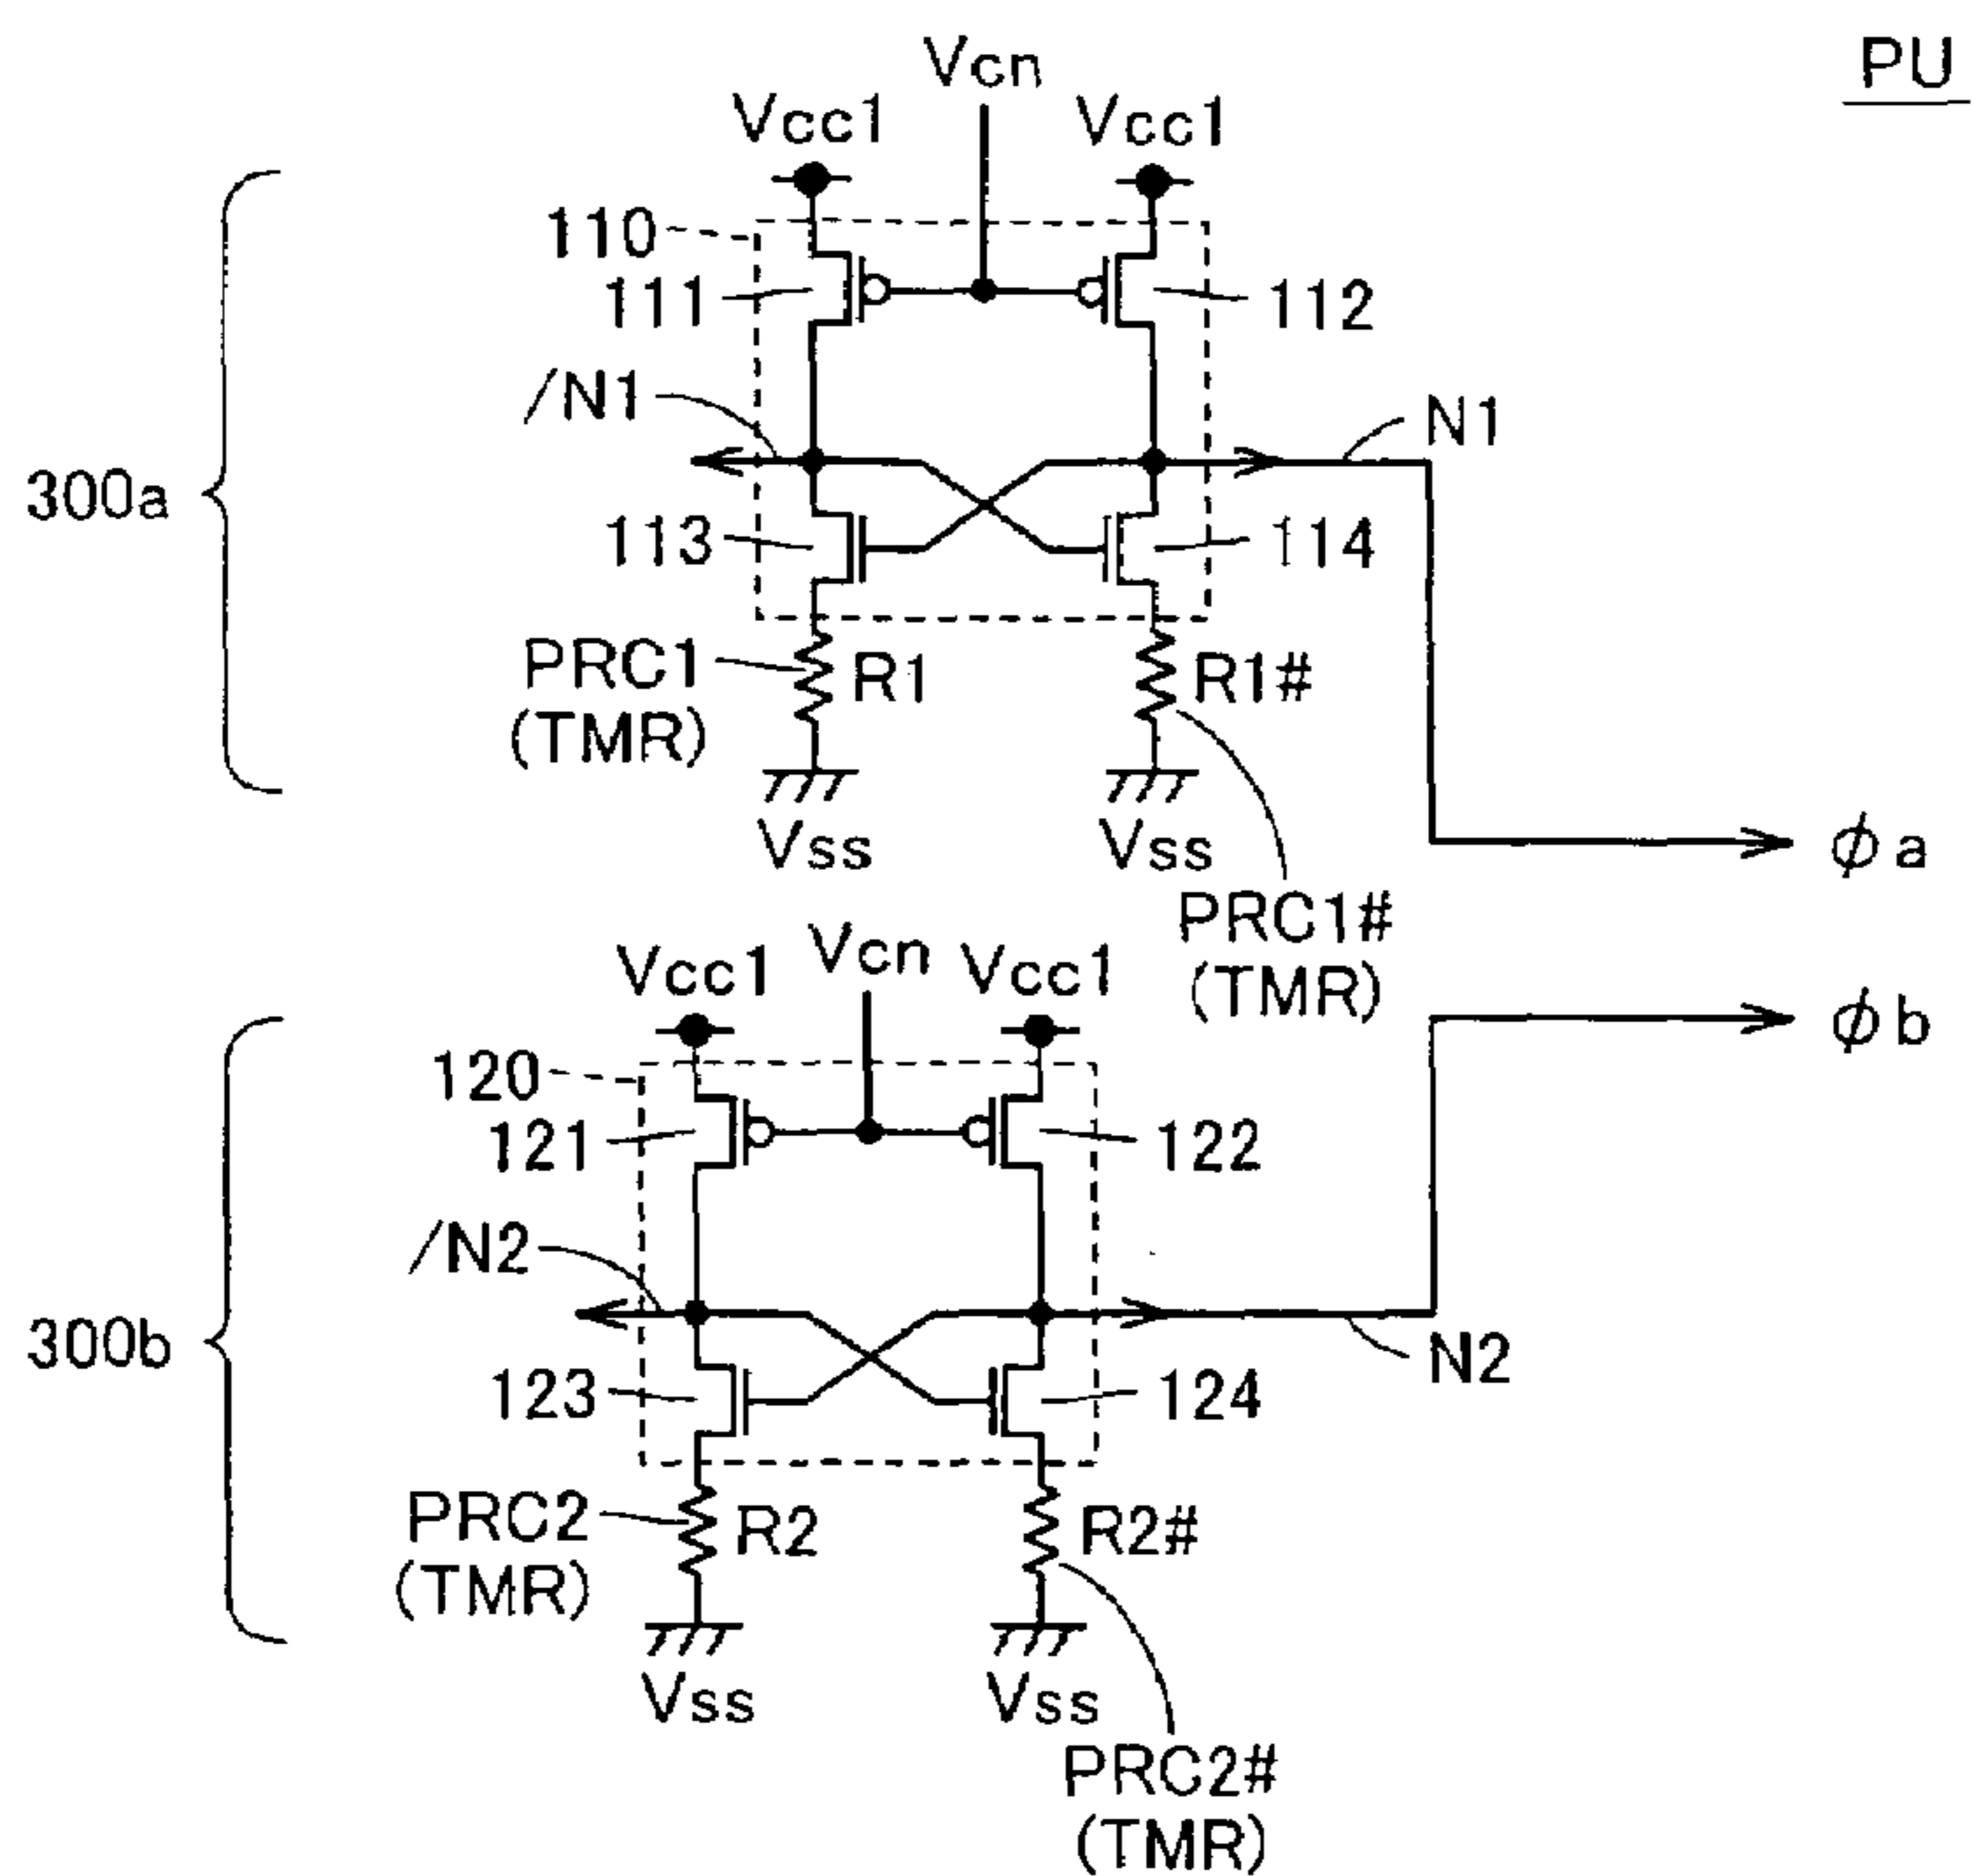 PU
Vcn
Vcc1 Vcc1
110
111 112
/N1 N1
300a
113 114
PRC1 R1 R1#
(TMR)
Vss Vss
φa
PRC1#
(TMR)
Vcn
Vcc1 Vcc1
φb
120
121 122
/N2
300b N2
123 124
PRC2 R2 R2#
(TMR)
Vss Vss
PRC2#
(TMR)